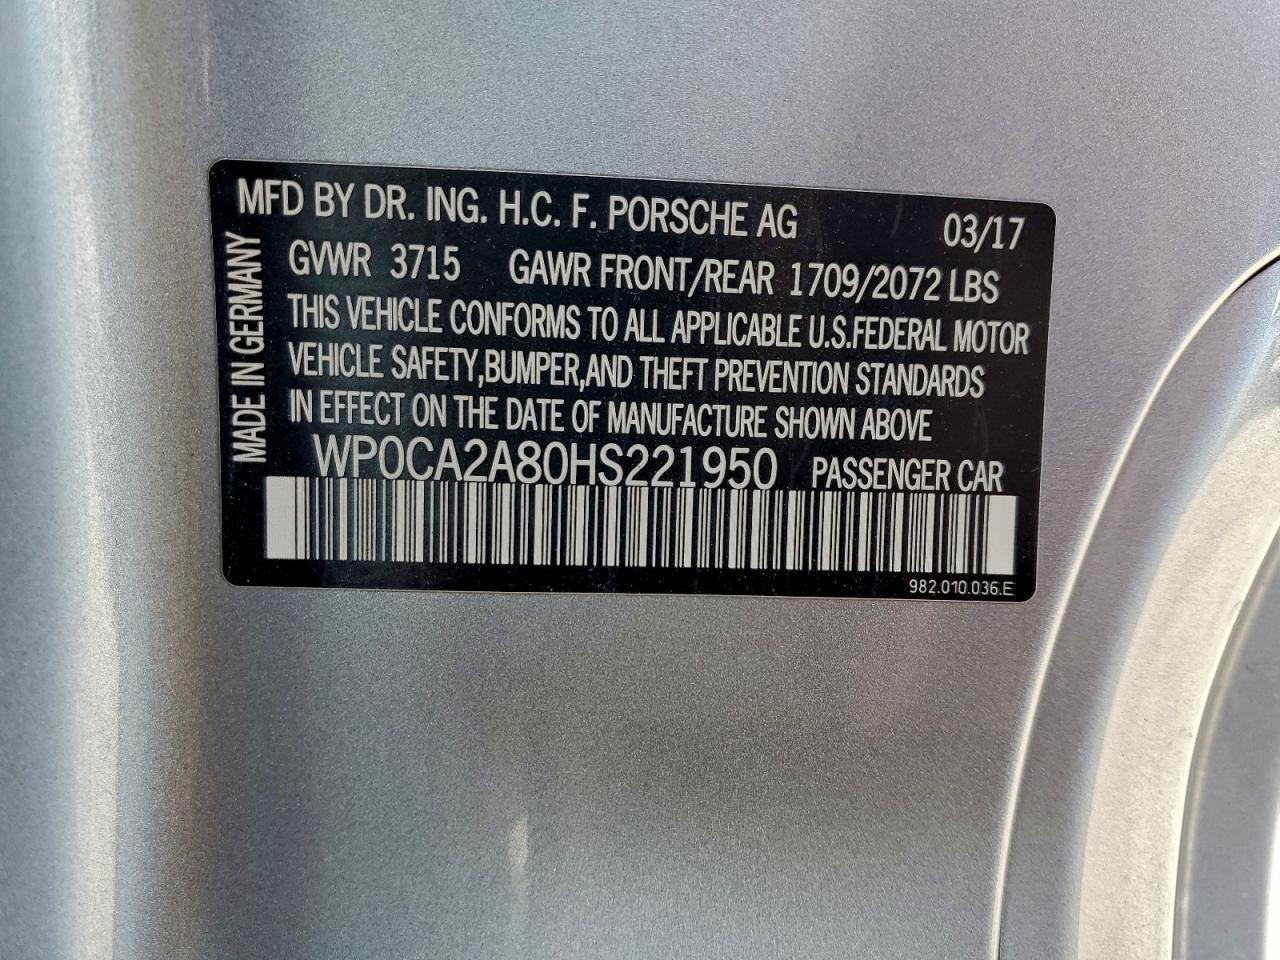 MFD BY DR. ING. H.C. F. PORSCHE AG 03/17
MADE IN GERMANY
GVWR 3715 GAWR FRONT/REAR 1709/2072 LBS
THIS VEHICLE CONFORMS TO ALL APPLICABLE U.S.FEDERAL MOTOR
VEHICLE SAFETY,BUMPER,AND THEFT PREVENTION STANDARDS
IN EFFECT ON THE DATE OF MANUFACTURE SHOWN ABOVE
WP0CA2A80HS221950 PASSENGER CAR
982.010.036.E